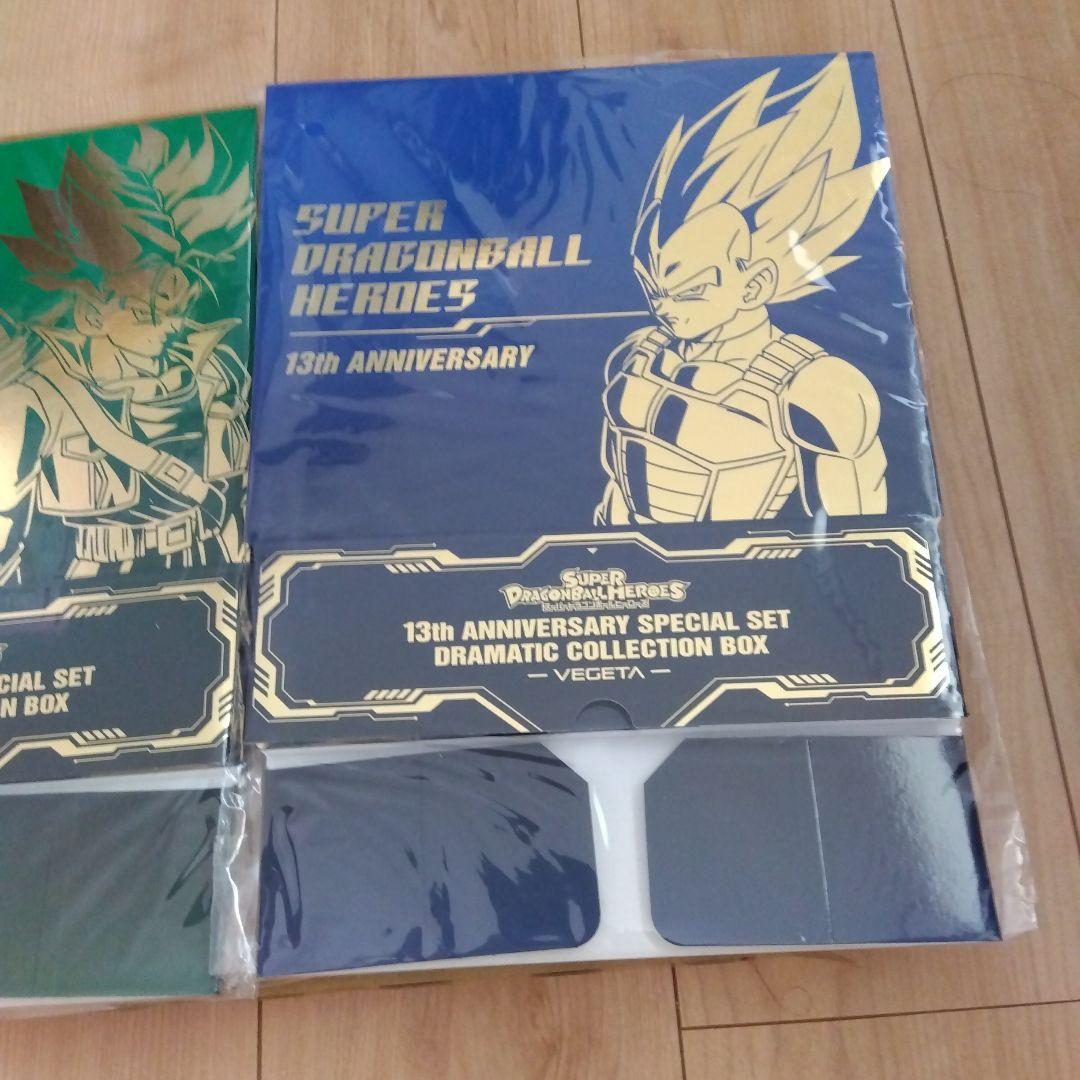 SUPER
DRAGONBALL
HEROES
13th ANNIVERSARY
SUPER
DRAGONBALL HEROES
13th ANNIVERSARY SPECIAL SET
DRAMATIC COLLECTION BOX
— VEGETA —
CIAL SET
N BOX